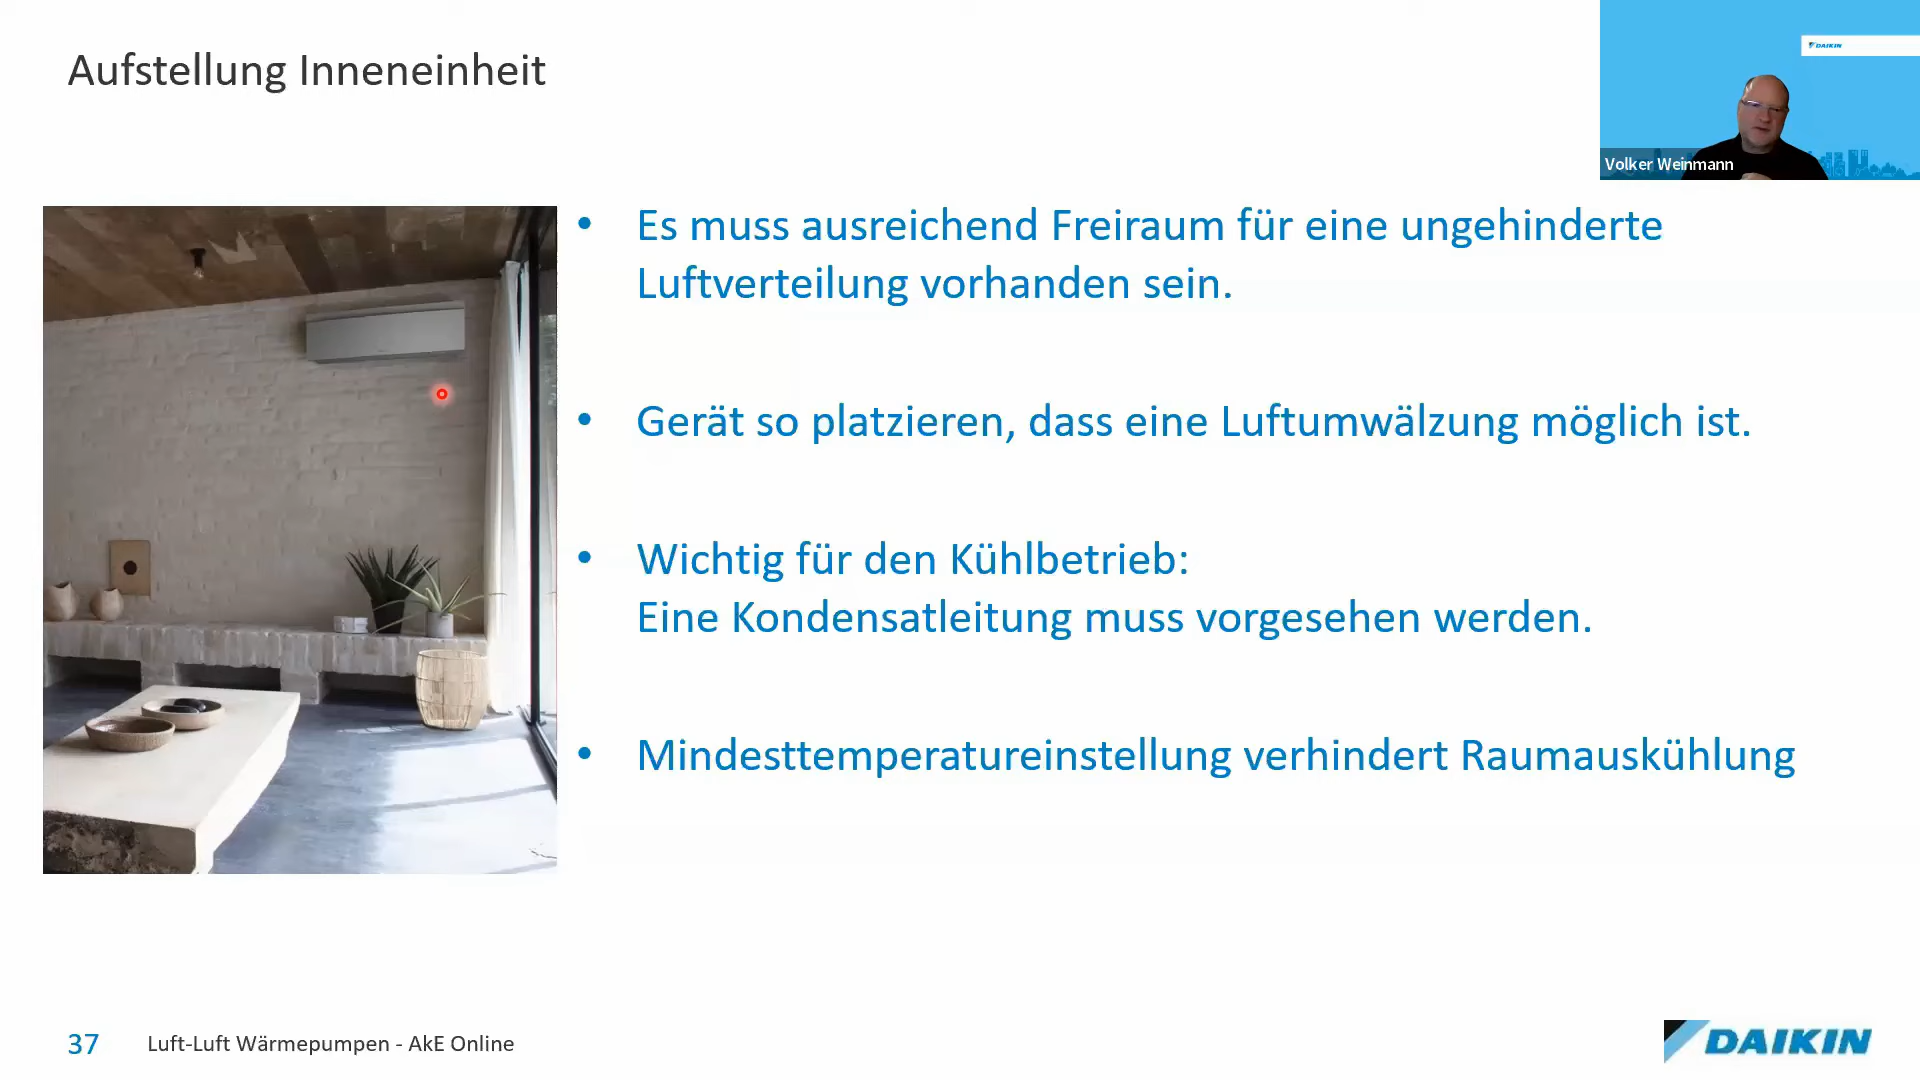 Aufstellung Inneneinheit
DAIKIN
Volker Weinmann
• Es muss ausreichend Freiraum für eine ungehinderte
Luftverteilung vorhanden sein.
• Gerät so platzieren, dass eine Luftumwälzung möglich ist.
• Wichtig für den Kühlbetrieb:
Eine Kondensatleitung muss vorgesehen werden.
• Mindesttemperatureinstellung verhindert Raumauskühlung
37 Luft-Luft Wärmepumpen - AkE Online
DAIKIN